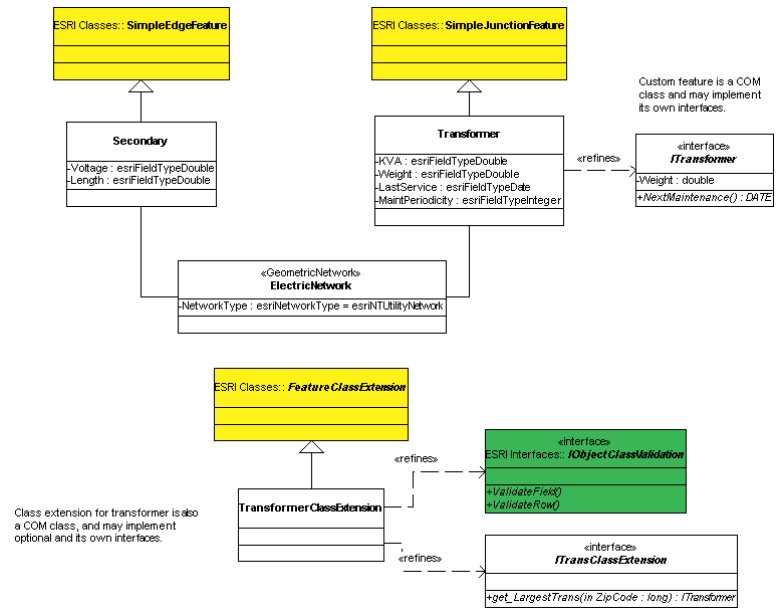 ESRI Classes:: SimpleEdgeFeature
ESRI Classes:: SimpleJunctionFeature
Custom feature is a COM
class and may implement
its own interfaces.
Secondary
-Voltage : esriFieldTypeDouble
-Length : esriFieldTypeDouble
Transformer
-KVA : esriFieldTypeDouble
-Weight : esriFieldTypeDouble
-LastService : esriFieldTypeDate
-MaintPeriodicity : esriFieldTypeInteger
«refines»
«interface»
ITransformer
-Weight : double
+NextMaintenance() : DATE
«GeometricNetwork»
ElectricNetwork
-NetworkType : esriNetworkType = esriNTUtilityNetwork
ESRI Classes:: FeatureClassExtension
«refines»
«interface»
ESRI Interfaces:: IObjectClassValidation
+ValidateField()
+ValidateRow()
Class extension for transformer is also
a COM class, and may implement
optional and its own interfaces.
TransformerClassExtension
«refines»
«interface»
ITransClassExtension
+get_LargestTrans(in ZipCode : long) : ITransformer